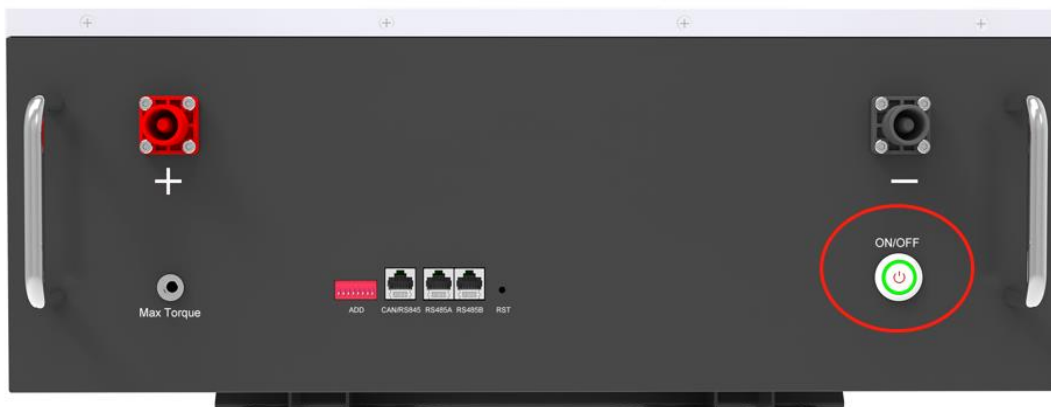 +
−
ON/OFF
Max Torque
ADD
CAN/RS845
RS485A
RS485B
RST